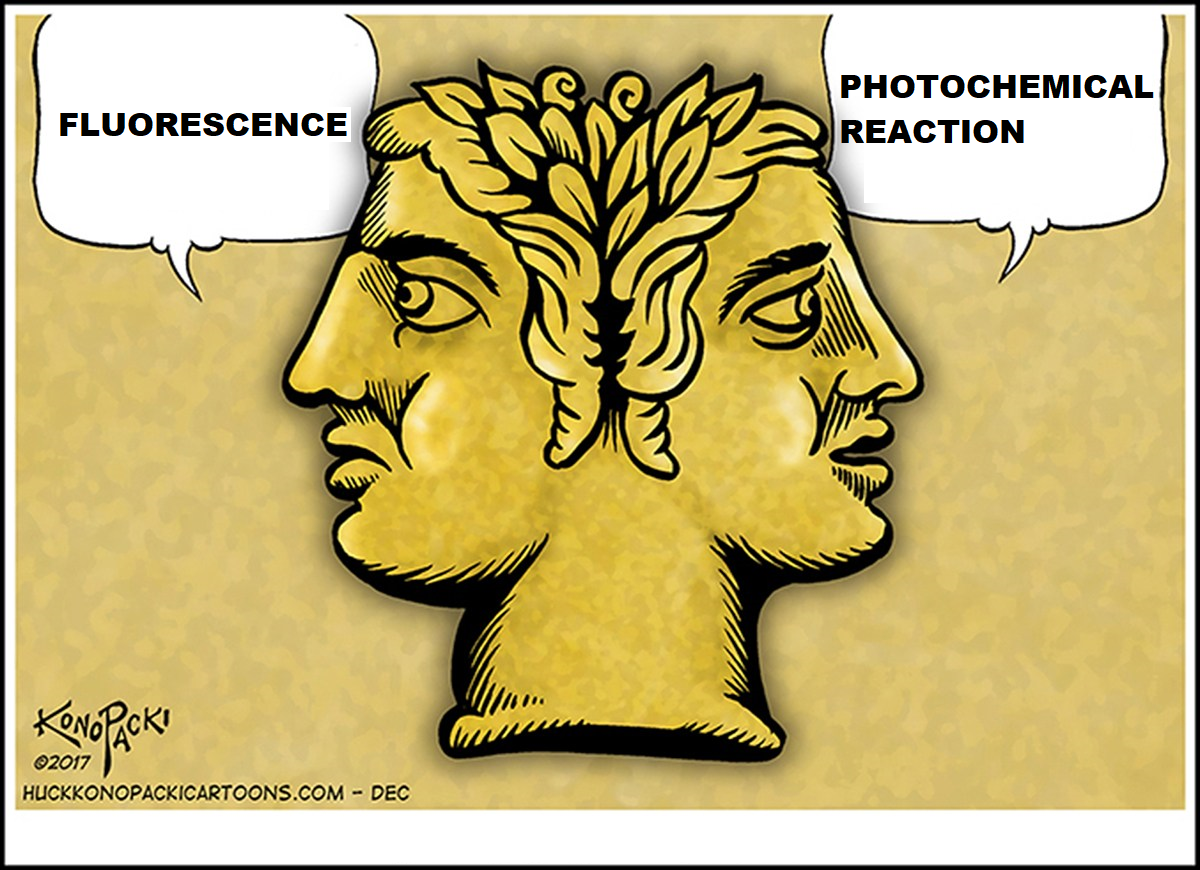 FLUORESCENCE
PHOTOCHEMICAL
REACTION
KONOPACKI
©2017
HUCKKONOPACKICARTOONS.COM - DEC